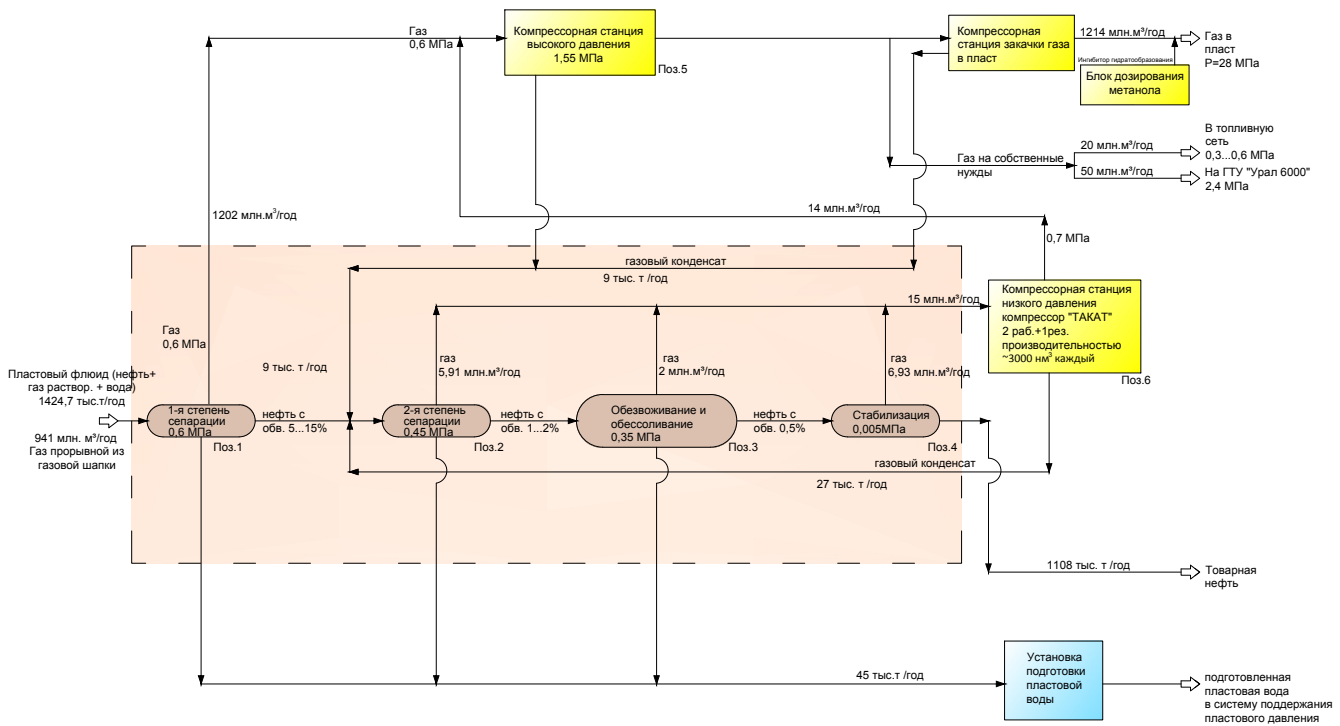 Газ
0,6 МПа
Компрессорная станция
высокого давления
1,55 МПа
Поз.5
Компрессорная
станция закачки газа
в пласт
1214 млн.м³/год
Газ в
пласт
Р=28 МПа
Ингибитор гидратообразования
Блок дозирования
метанола
Газ на собственные
нужды
20 млн.м³/год
В топливную
сеть
0,3...0,6 МПа
50 млн.м³/год
На ГТУ "Урал 6000"
2,4 МПа
1202 млн.м³/год
14 млн.м³/год
0,7 МПа
газовый конденсат
9 тыс. т /год
15 млн.м³/год
Компрессорная станция
низкого давления
компрессор "ТАКАТ"
2 раб.+1рез.
производительностью
~3000 нм³ каждый
Поз.6
Газ
0,6 МПа
9 тыс. т /год
газ
5,91 млн.м³/год
газ
2 млн.м³/год
газ
6,93 млн.м³/год
Пластовый флюид (нефть+
газ раствор. + вода)
1424,7 тыс.т/год
941 млн. м³/год
Газ прорывной из
газовой шапки
1-я степень
сепарации
0,6 МПа
Поз.1
нефть с
обв. 5...15%
2-я степень
сепарации
0,45 МПа
Поз.2
нефть с
обв. 1...2%
Обезвоживание и
обессоливание
0,35 МПа
Поз.3
нефть с
обв. 0,5%
Стабилизация
0,005МПа
Поз.4
газовый конденсат
27 тыс. т /год
1108 тыс. т /год
Товарная
нефть
45 тыс.т /год
Установка
подготовки
пластовой
воды
подготовленная
пластовая вода
в систему поддержания
пластового давления